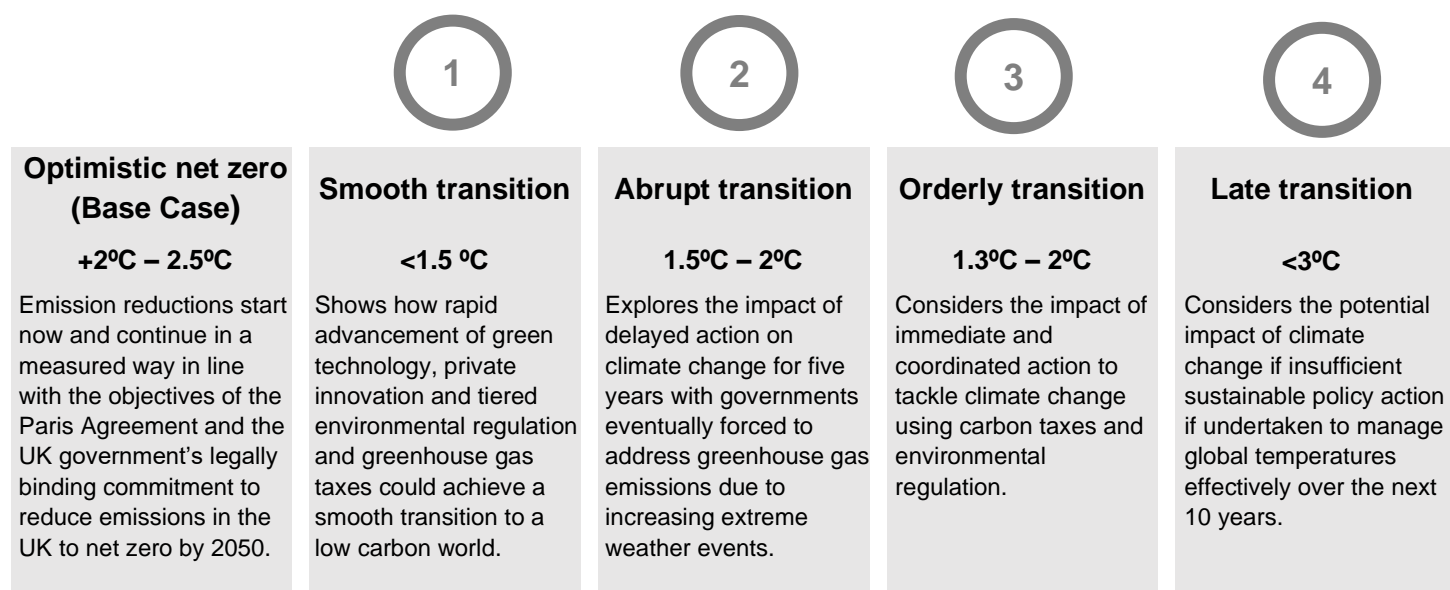 1
2
3
4
Optimistic net zero
(Base Case)
+2ºC – 2.5ºC
Emission reductions start
now and continue in a
measured way in line
with the objectives of the
Paris Agreement and the
UK government’s legally
binding commitment to
reduce emissions in the
UK to net zero by 2050.
Smooth transition
<1.5 ºC
Shows how rapid
advancement of green
technology, private
innovation and tiered
environmental regulation
and greenhouse gas
taxes could achieve a
smooth transition to a
low carbon world.
Abrupt transition
1.5ºC – 2ºC
Explores the impact of
delayed action on
climate change for five
years with governments
eventually forced to
address greenhouse gas
emissions due to
increasing extreme
weather events.
Orderly transition
1.3ºC – 2ºC
Considers the impact of
immediate and
coordinated action to
tackle climate change
using carbon taxes and
environmental
regulation.
Late transition
<3ºC
Considers the potential
impact of climate
change if insufficient
sustainable policy action
if undertaken to manage
global temperatures
effectively over the next
10 years.